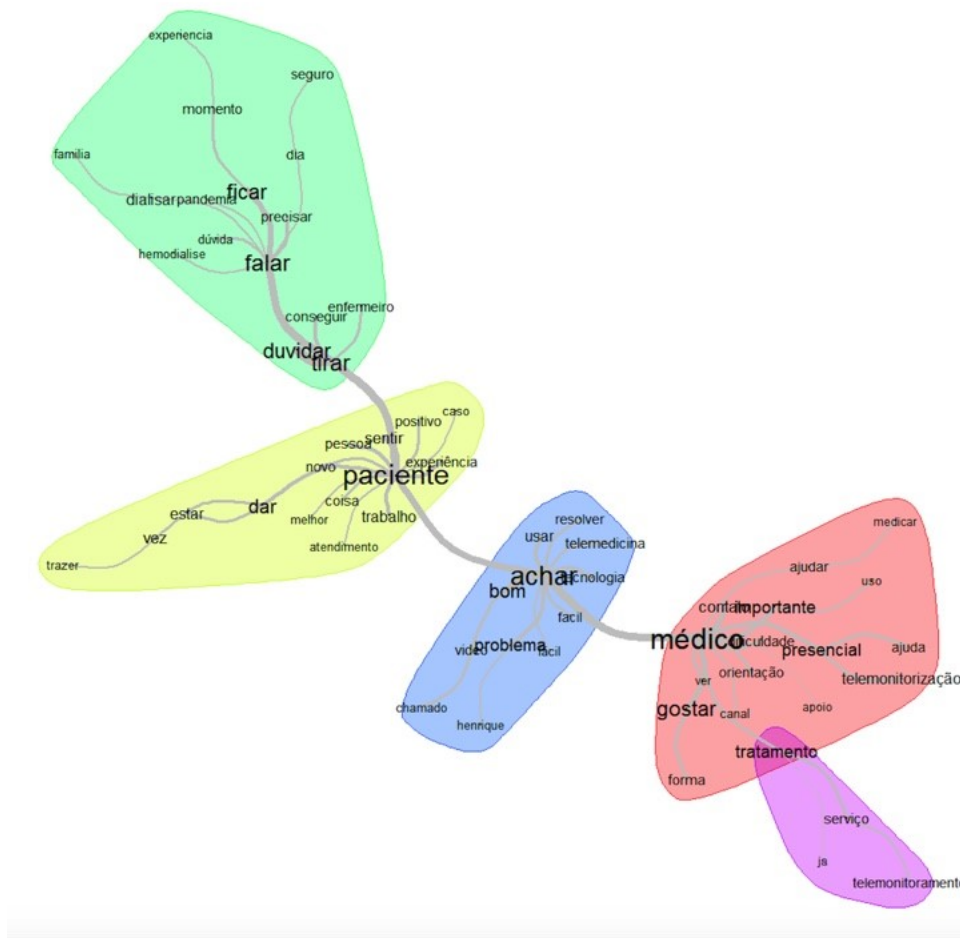 experiencia
seguro
momento
familia
dia
ficar
dialisar
pandemia
precisar
dúvida
hemodialise
falar
conseguir
enfermeiro
duvidar
tirar
positivo
caso
pessoa
sentir
novo
experiência
paciente
melhor
coisa
trabalho
dar
estar
vez
atendimento
trazer
resolver
usar
telemedicina
achar
tecnologia
bom
facil
problema
video
fácil
chamado
henrique
medicar
ajudar
uso
importante
médico
presencial
ajuda
orientação
telemonitorização
ver
gostar
canal
apoio
tratamento
forma
serviço
telemonitoramento